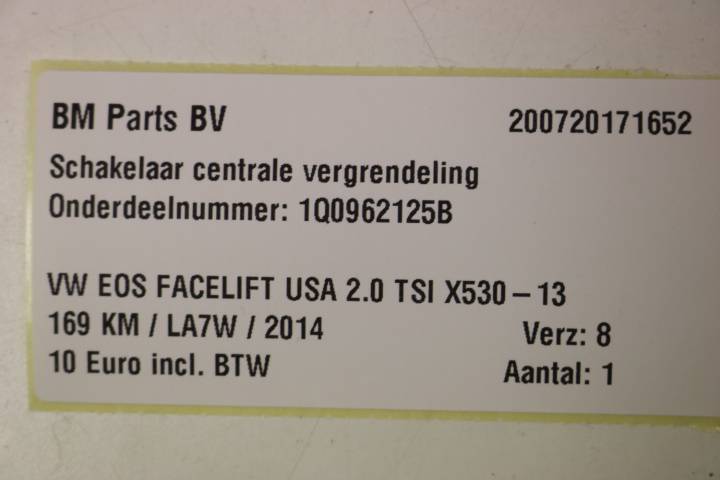 BM Parts BV 200720171652
Schakelaar centrale vergrendeling
Onderdeelnummer: 1Q0962125B
VW EOS FACELIFT USA 2.0 TSI X530 – 13
169 KM / LA7W / 2014 Verz: 8
10 Euro incl. BTW Aantal: 1